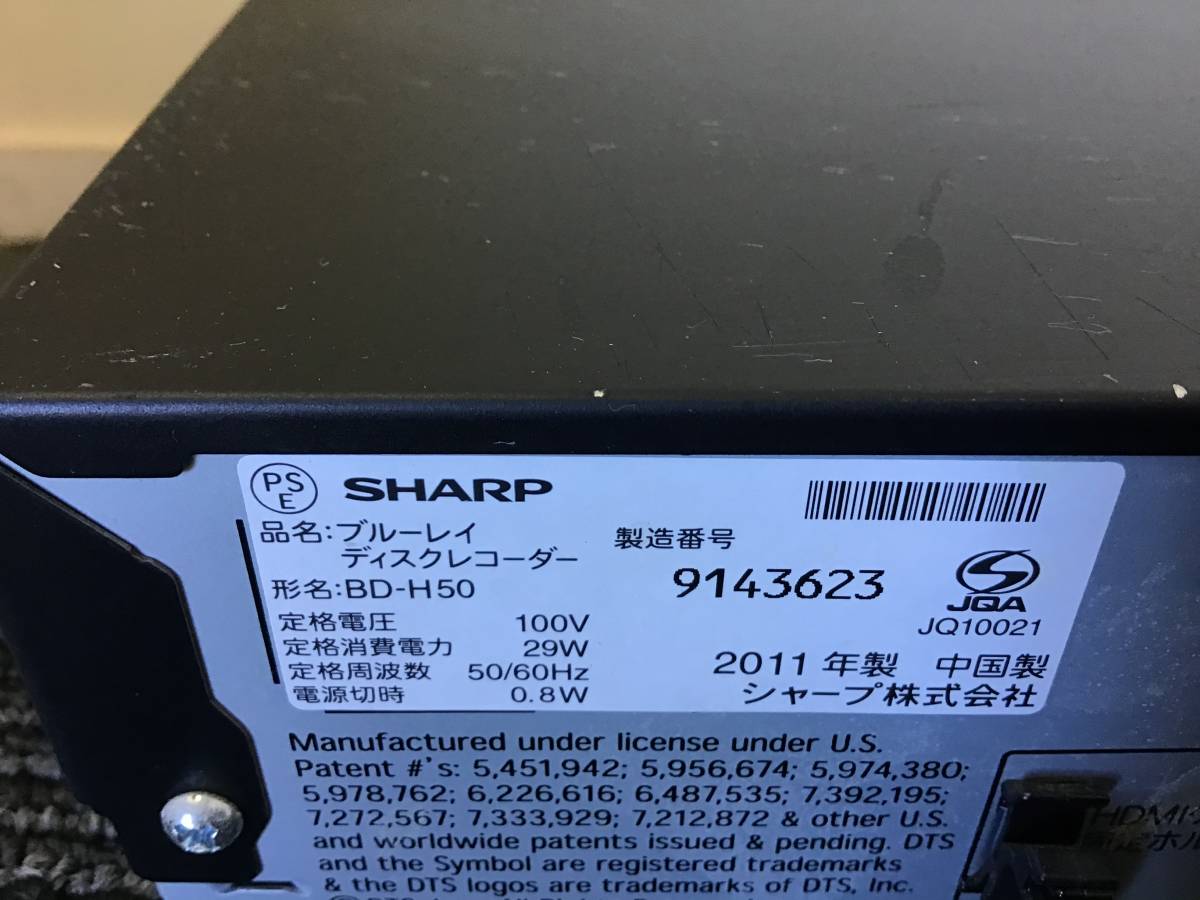 PS
E
SHARP
品名:ブルーレイ
ディスクレコーダー
形名:BD-H50
定格電圧 100V
定格消費電力 29W
定格周波数 50/60Hz
電源切時 0.8W
製造番号
9143623
JQA
JQ10021
2011 年製 中国製
シャープ株式会社
Manufactured under license under U.S.
Patent #'s: 5,451,942; 5,956,674; 5,974,380;
5,978,762; 6,226,616; 6,487,535; 7,392,195;
7,272,567; 7,333,929; 7,212,872 & other U.S.
and worldwide patents issued & pending. DTS
and the Symbol are registered trademarks
& the DTS logos are trademarks of DTS, Inc.
HDMI